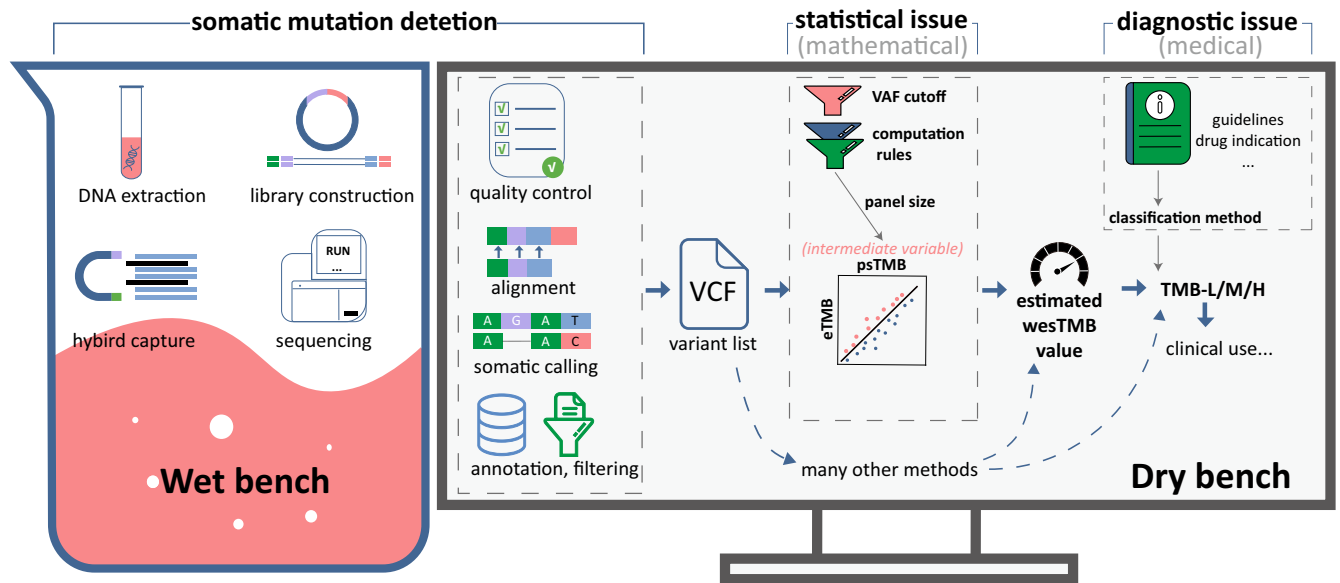 somatic mutation detetion
statistical issue
(mathematical)
diagnostic issue
(medical)
DNA extraction
library construction
RUN
...
hybird capture
sequencing
Wet bench
√
√
√
√
quality control
alignment
A G A T
A A C
somatic calling
annotation, filtering
VCF
variant list
VAF cutoff
computation
rules
panel size
(intermediate variable)
psTMB
eTMB
many other methods
estimated
wesTMB
value
i
guidelines
drug indication
...
classification method
TMB-L/M/H
clinical use...
Dry bench